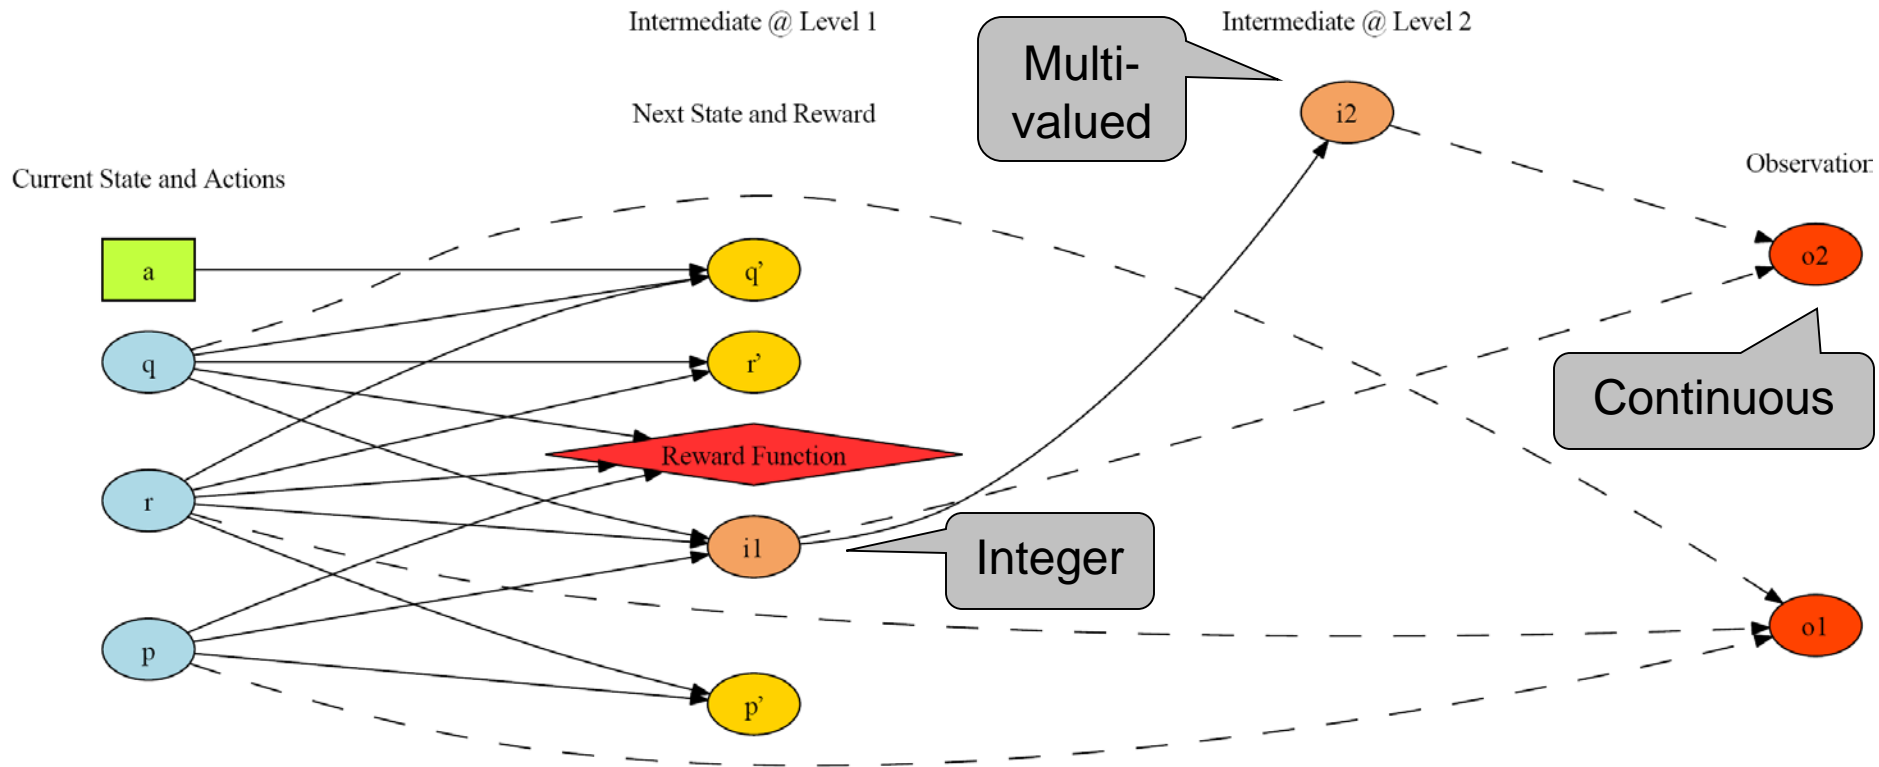 Intermediate @ Level 1
Intermediate @ Level 2
Multi-
valued
i2
Next State and Reward
Current State and Actions
Observation
a
q'
o2
q
r'
Continuous
Reward Function
r
i1
Integer
o1
p
p'